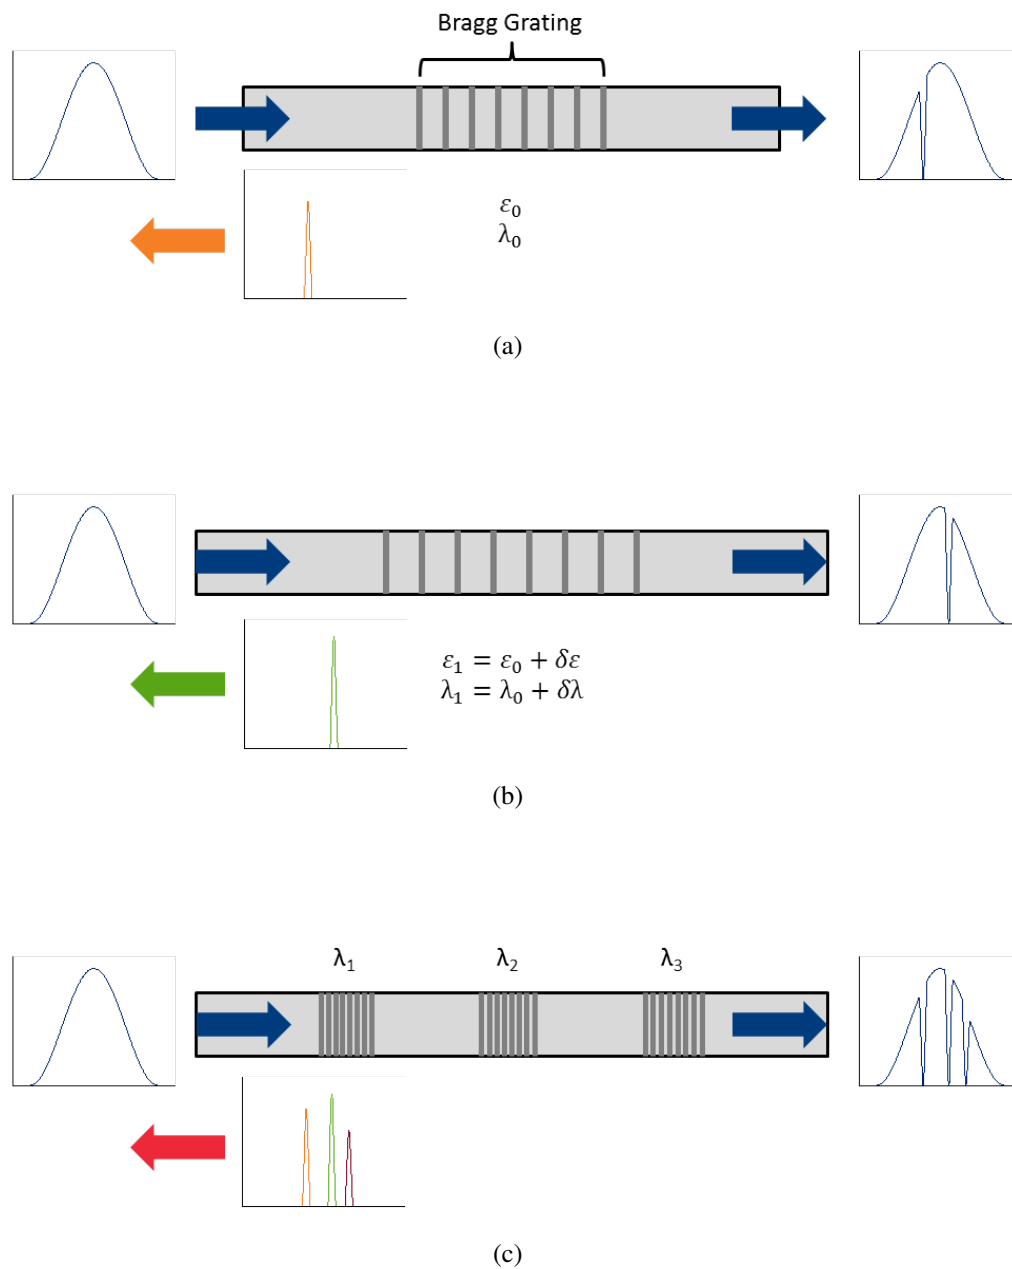 Bragg Grating
ε₀
λ₀
(a)
ε₁ = ε₀ + δε
λ₁ = λ₀ + δλ
(b)
λ₁ λ₂ λ₃
(c)